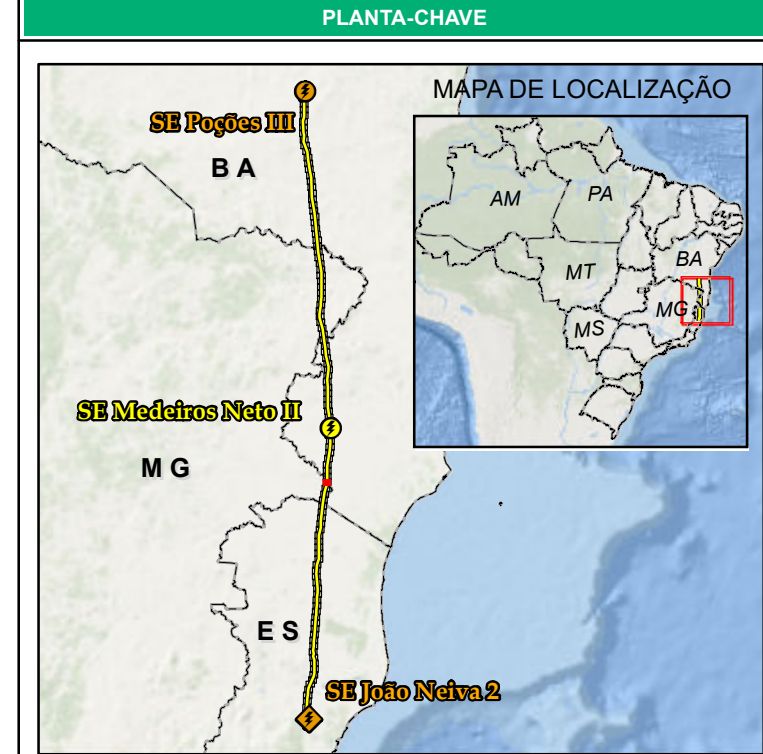 PLANTA-CHAVE
MAPA DE LOCALIZAÇÃO
SE Poções III
B A
AM
PA
BA
MT
MG
MS
SE Medeiros Neto II
M G
E S
SE João Neiva 2